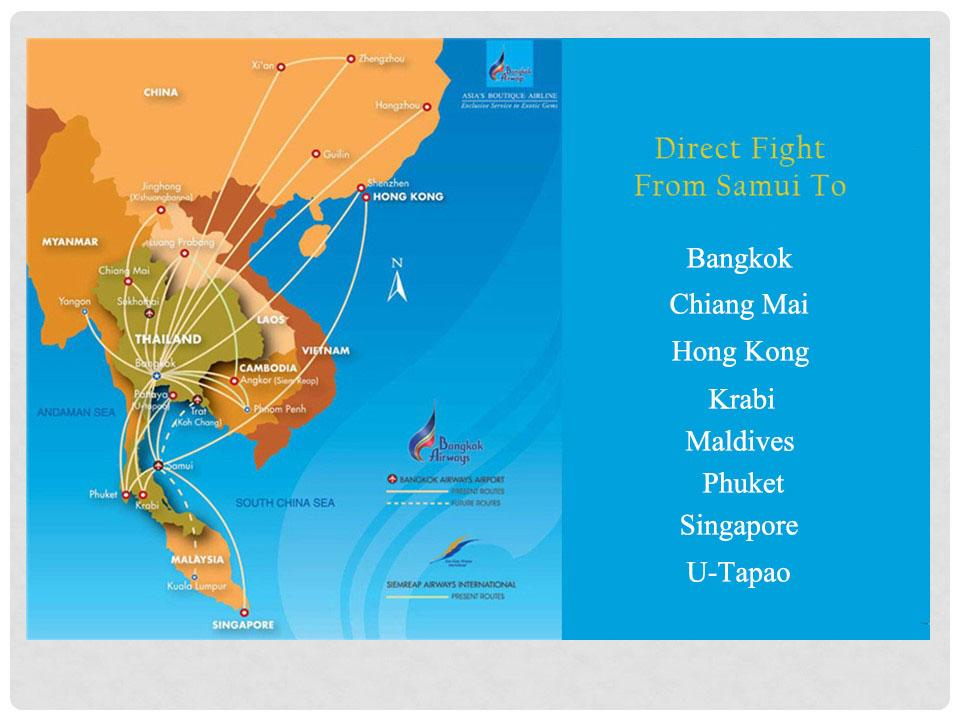 Xi'an
Zhengzhou
CHINA
Hangzhou
Guilin
Shenzhen
HONG KONG
Jinghong
(Xishuangbanna)
MYANMAR
Luang Prabang
Chiang Mai
Yangon
Sukhothai
LAOS
THAILAND
VIETNAM
Bangkok
CAMBODIA
Angkor (Siem Reap)
Pattaya
(U-tapao)
Trat
(Koh Chang)
Phnom Penh
ANDAMAN SEA
Samui
Phuket
Krabi
SOUTH CHINA SEA
MALAYSIA
Kuala Lumpur
SINGAPORE
N
Bangkok
Airways
ASIA'S BOUTIQUE AIRLINE
Exclusive Service to Exotic Gems
Bangkok
Airways
BANGKOK AIRWAYS AIRPORT
PRESENT ROUTES
FUTURE ROUTES
SIEMREAP AIRWAYS INTERNATIONAL
PRESENT ROUTES
Direct Fight
From Samui To
Bangkok
Chiang Mai
Hong Kong
Krabi
Maldives
Phuket
Singapore
U-Tapao